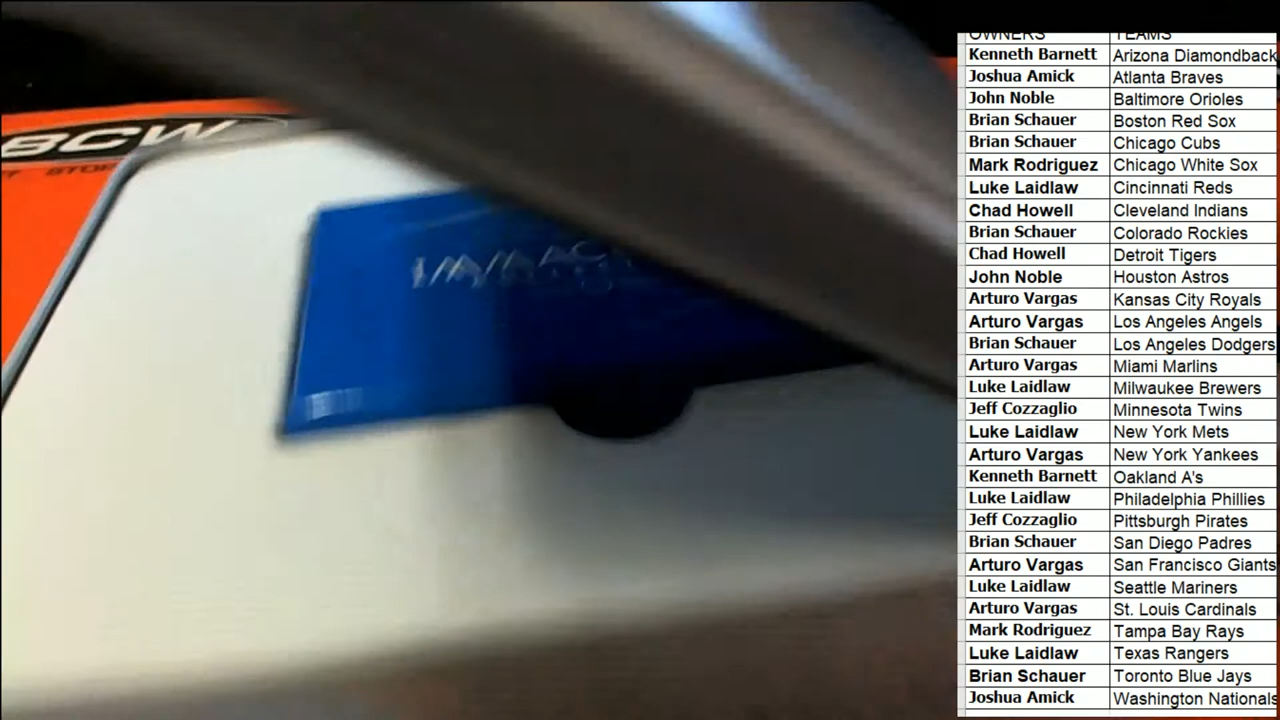 BCW
OWNERS TEAMS
Kenneth Barnett Arizona Diamondback
Joshua Amick Atlanta Braves
John Noble Baltimore Orioles
Brian Schauer Boston Red Sox
Brian Schauer Chicago Cubs
Mark Rodriguez Chicago White Sox
Luke Laidlaw Cincinnati Reds
Chad Howell Cleveland Indians
Brian Schauer Colorado Rockies
Chad Howell Detroit Tigers
John Noble Houston Astros
Arturo Vargas Kansas City Royals
Arturo Vargas Los Angeles Angels
Brian Schauer Los Angeles Dodgers
Arturo Vargas Miami Marlins
Luke Laidlaw Milwaukee Brewers
Jeff Cozzaglio Minnesota Twins
Luke Laidlaw New York Mets
Arturo Vargas New York Yankees
Kenneth Barnett Oakland A's
Luke Laidlaw Philadelphia Phillies
Jeff Cozzaglio Pittsburgh Pirates
Brian Schauer San Diego Padres
Arturo Vargas San Francisco Giants
Luke Laidlaw Seattle Mariners
Arturo Vargas St. Louis Cardinals
Mark Rodriguez Tampa Bay Rays
Luke Laidlaw Texas Rangers
Brian Schauer Toronto Blue Jays
Joshua Amick Washington Nationals